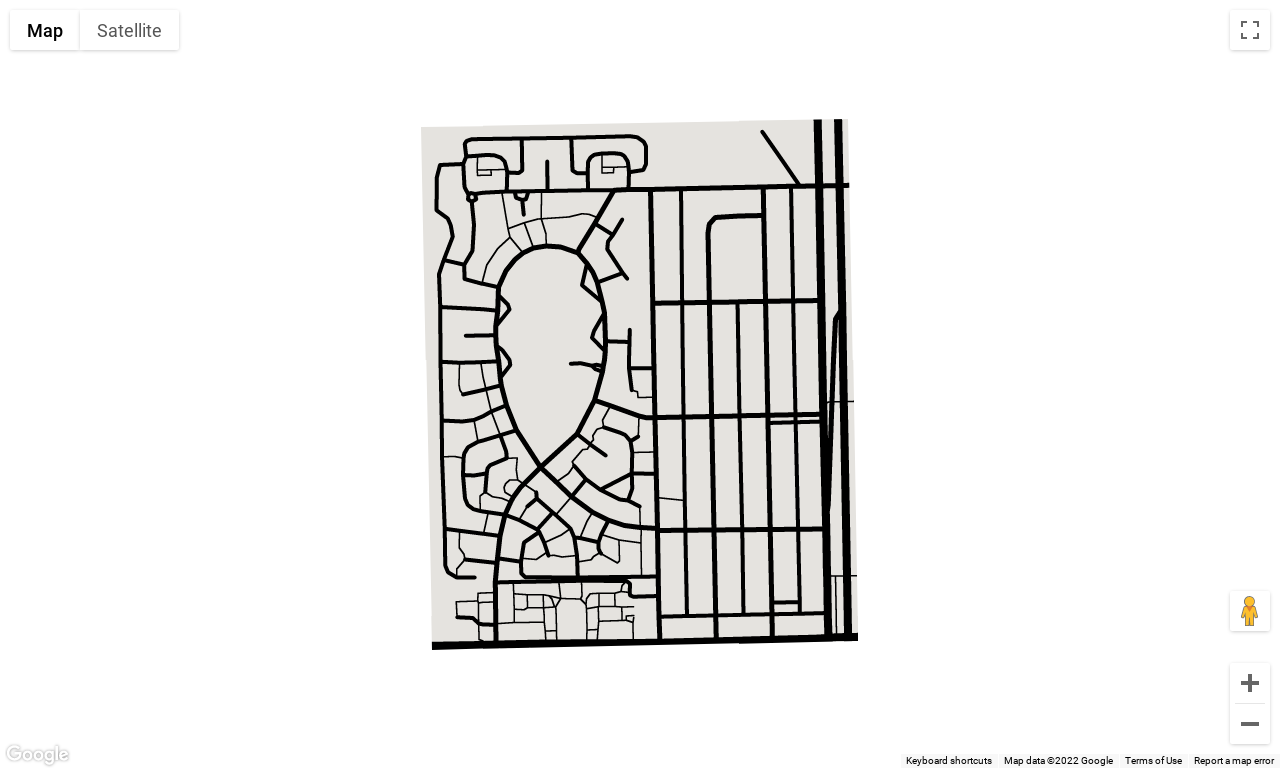 Map
Satellite
Google
Keyboard shortcuts
Map data ©2022 Google
Terms of Use
Report a map error